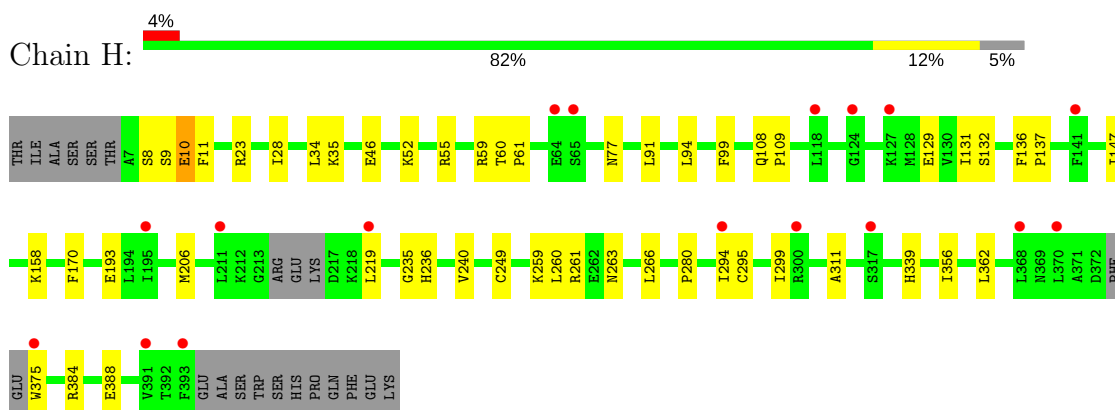 4%
Chain H:
82% 12% 5%
THR ILE ALA SER SER THR A7 S8 S9 E10 F11 R23 I28 L34 K35 E46 K52 R55 R59 T60 P61 E64 S65 N77 L91 L94 F99 Q108 P109 L118 G124 K127 M128 E129 V130 I131 S132 F136 P137 F141 I147
K158 F170 E193 L194 I195 M206 L211 K212 G213 ARG GLU LYS D217 K218 L219 G235 H236 V240 C249 K259 L260 R261 E262 N263 L266 P280 I294 C295 I299 R300 A311 S317 H339 I356 L362 L368 N369 L370 A371 D372 PHE
GLU W375 R384 E388 V391 T392 F393 GLU ALA SER TRP SER HIS PRO GLN PHE GLU LYS